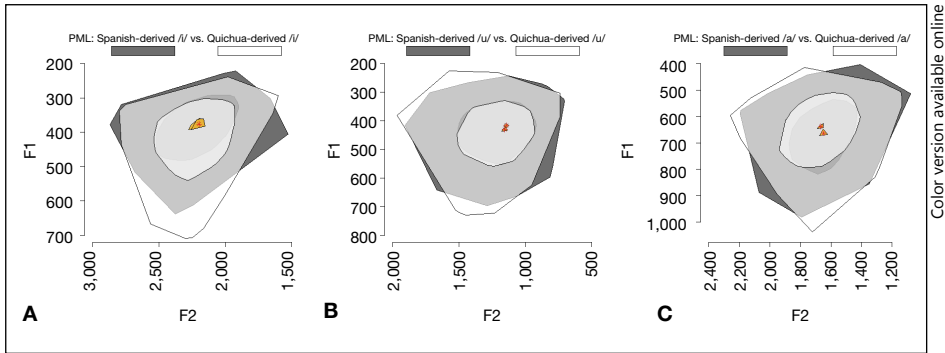 PML: Spanish-derived /i/ vs. Quichua-derived /i/
200
300
400
500
600
700
F1
3,000
2,500
2,000
1,500
F2
A
PML: Spanish-derived /u/ vs. Quichua-derived /u/
200
300
400
500
600
700
800
F1
2,000
1,500
1,000
500
F2
B
PML: Spanish-derived /a/ vs. Quichua-derived /a/
400
500
600
700
800
900
1,000
F1
2,400
2,200
2,000
1,800
1,600
1,400
1,200
F2
C
Color version available online